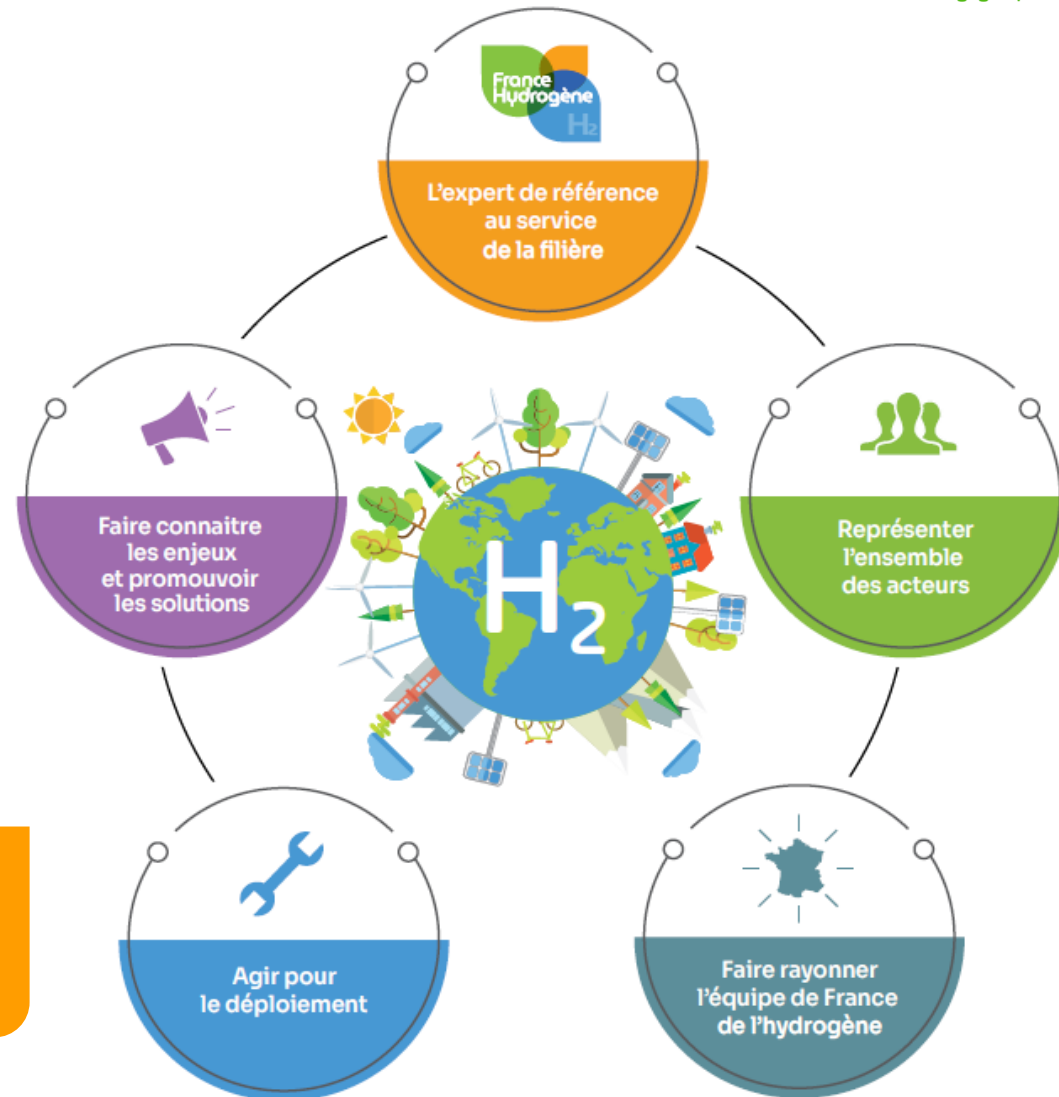 France
Hydrogène
H₂
L'expert de référence
au service
de la filière
Faire connaitre
les enjeux
et promouvoir
les solutions
Représenter
l'ensemble
des acteurs
H₂
Agir pour
le déploiement
Faire rayonner
l'équipe de France
de l'hydrogène